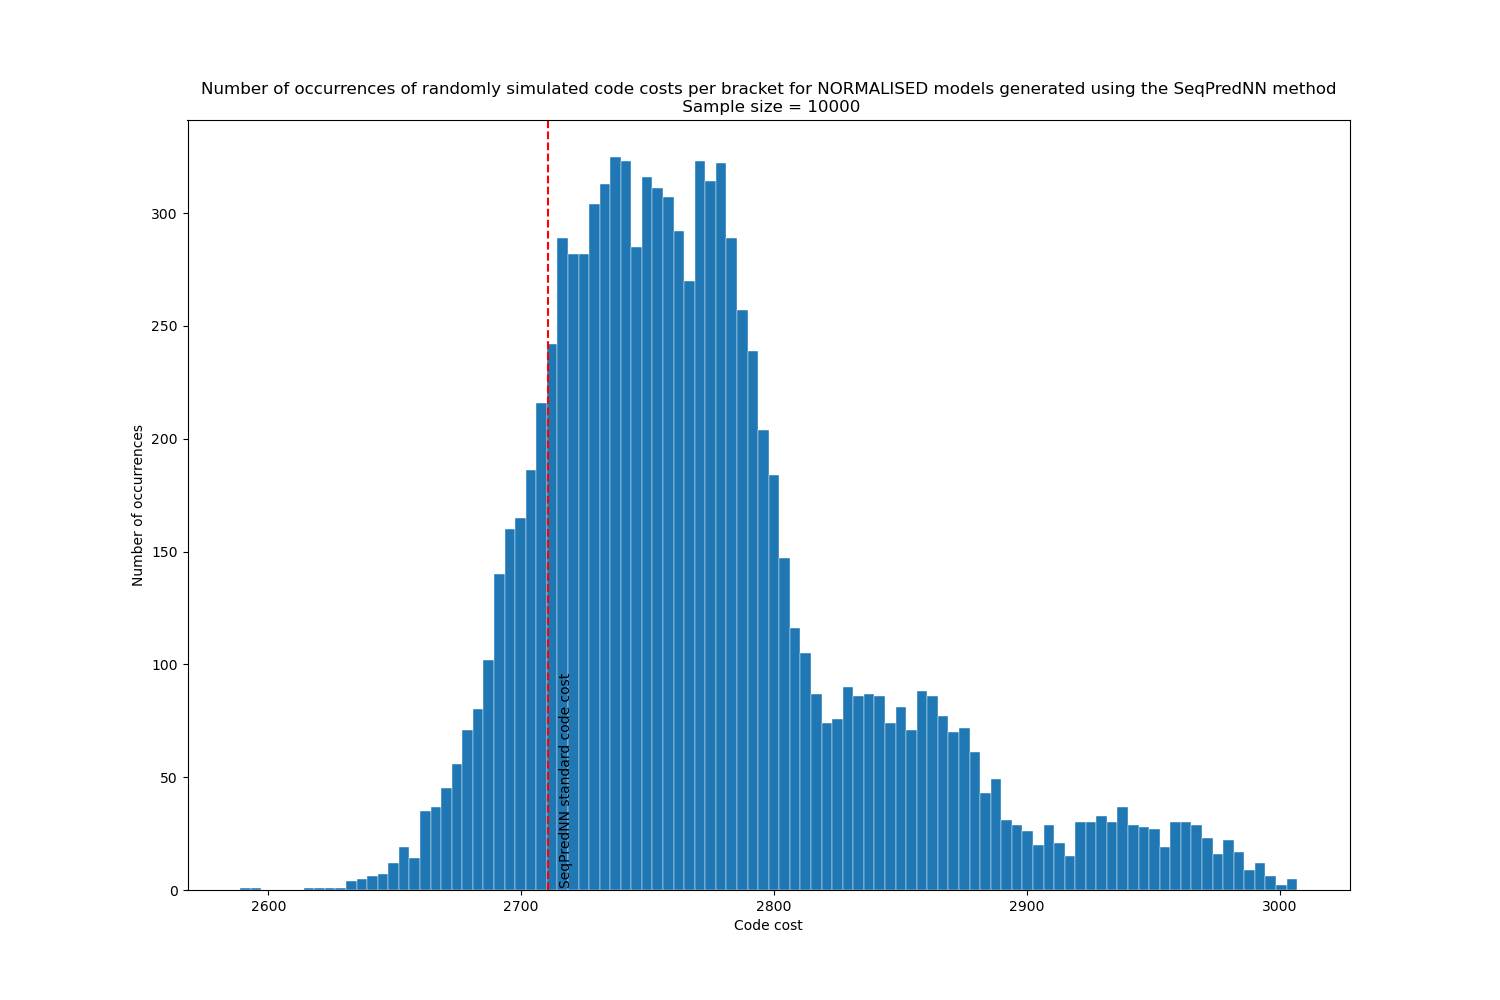 Number of occurrences of randomly simulated code costs per bracket for NORMALISED models generated using the SeqPredNN method
Sample size = 10000
300
250
200
150
100
50
0
Number of occurrences
SeqPredNN standard code cost
2600
2700
2800
2900
3000
Code cost